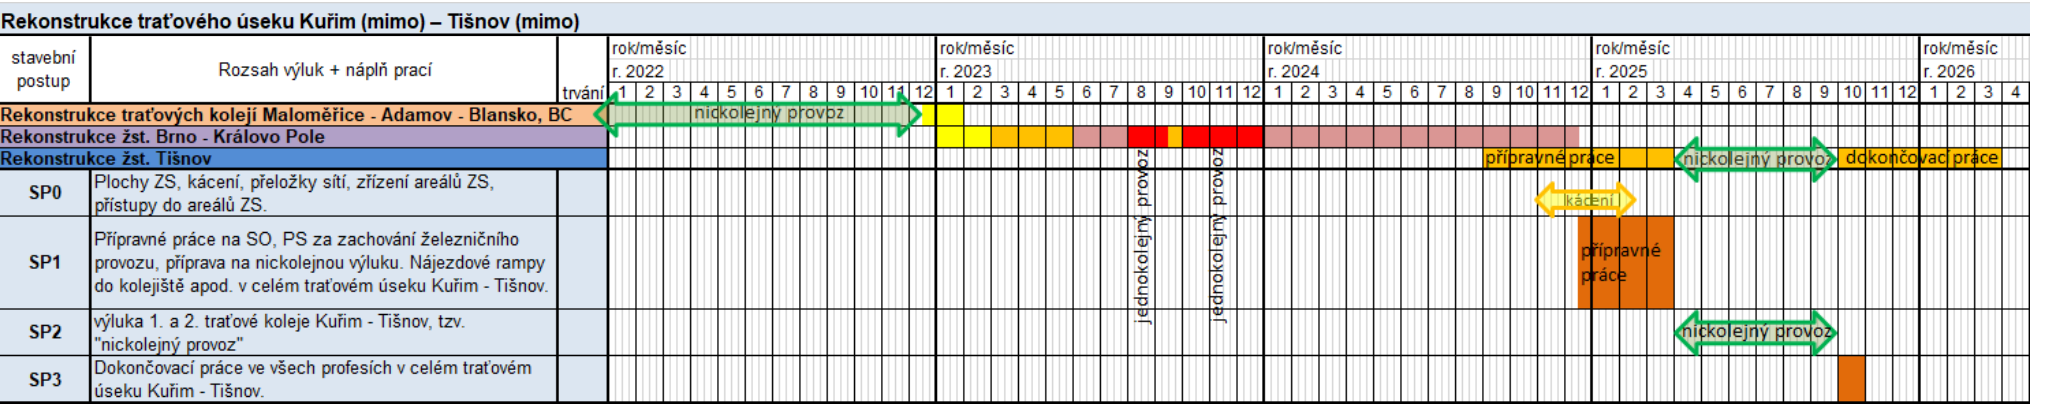 Rekonstrukce traťového úseku Kuřim (mimo) – Tišnov (mimo)
stavební postup
Rozsah výluk + náplň prací
trvání
rok/měsíc rok/měsíc rok/měsíc rok/měsíc rok/měsíc
r. 2022 r. 2023 r. 2024 r. 2025 r. 2026
1 2 3 4 5 6 7 8 9 10 11 12 1 2 3 4 5 6 7 8 9 10 11 12 1 2 3 4 5 6 7 8 9 10 11 12 1 2 3 4 5 6 7 8 9 10 11 12 1 2 3 4
Rekonstrukce traťových kolejí Maloměřice - Adamov - Blansko, BC
nickolejný provoz
Rekonstrukce žst. Brno - Královo Pole
Rekonstrukce žst. Tišnov
přípravné práce
nickolejný provoz
dokončovací práce
jednokolejný provoz
jednokolejný provoz
SP0
Plochy ZS, kácení, přeložky sítí, zřízení areálů ZS,
přístupy do areálů ZS.
kácení
SP1
Přípravné práce na SO, PS za zachování železničního
provozu, příprava na nickolejnou výluku. Nájezdové rampy
do kolejiště apod. v celém traťovém úseku Kuřim - Tišnov.
přípravné
práce
SP2
výluka 1. a 2. traťové koleje Kuřim - Tišnov, tzv.
"nickolejný provoz"
nickolejný provoz
SP3
Dokončovací práce ve všech profesích v celém traťovém
úseku Kuřim - Tišnov.